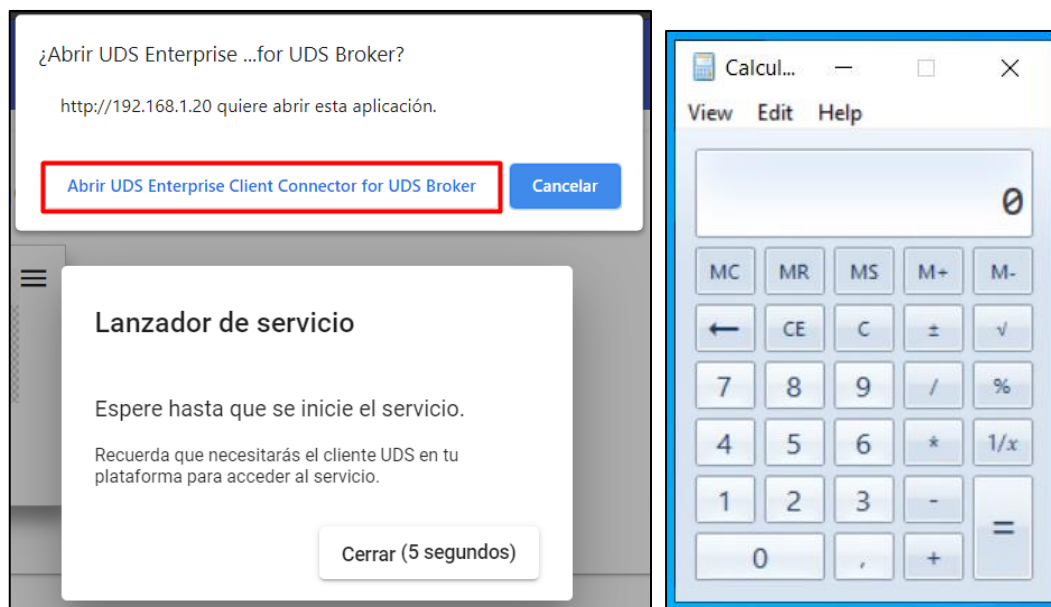 ¿Abrir UDS Enterprise ...for UDS Broker?
http://192.168.1.20 quiere abrir esta aplicación.
Abrir UDS Enterprise Client Connector for UDS Broker
Cancelar
Lanzador de servicio
Espere hasta que se inicie el servicio.
Recuerda que necesitarás el cliente UDS en tu
plataforma para acceder al servicio.
Cerrar (5 segundos)
Calcul...
View Edit Help
0
MC MR MS M+ M-
← CE C ± √
7 8 9 / %
4 5 6 * 1/x
1 2 3 - =
0 , +